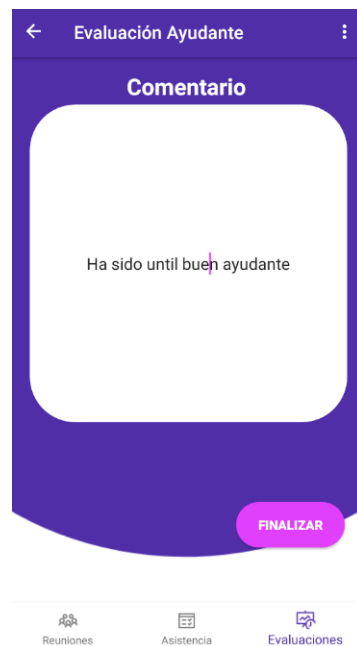 Evaluación Ayudante
Comentario
Ha sido until buen ayudante
FINALIZAR
Reuniones
Asistencia
Evaluaciones